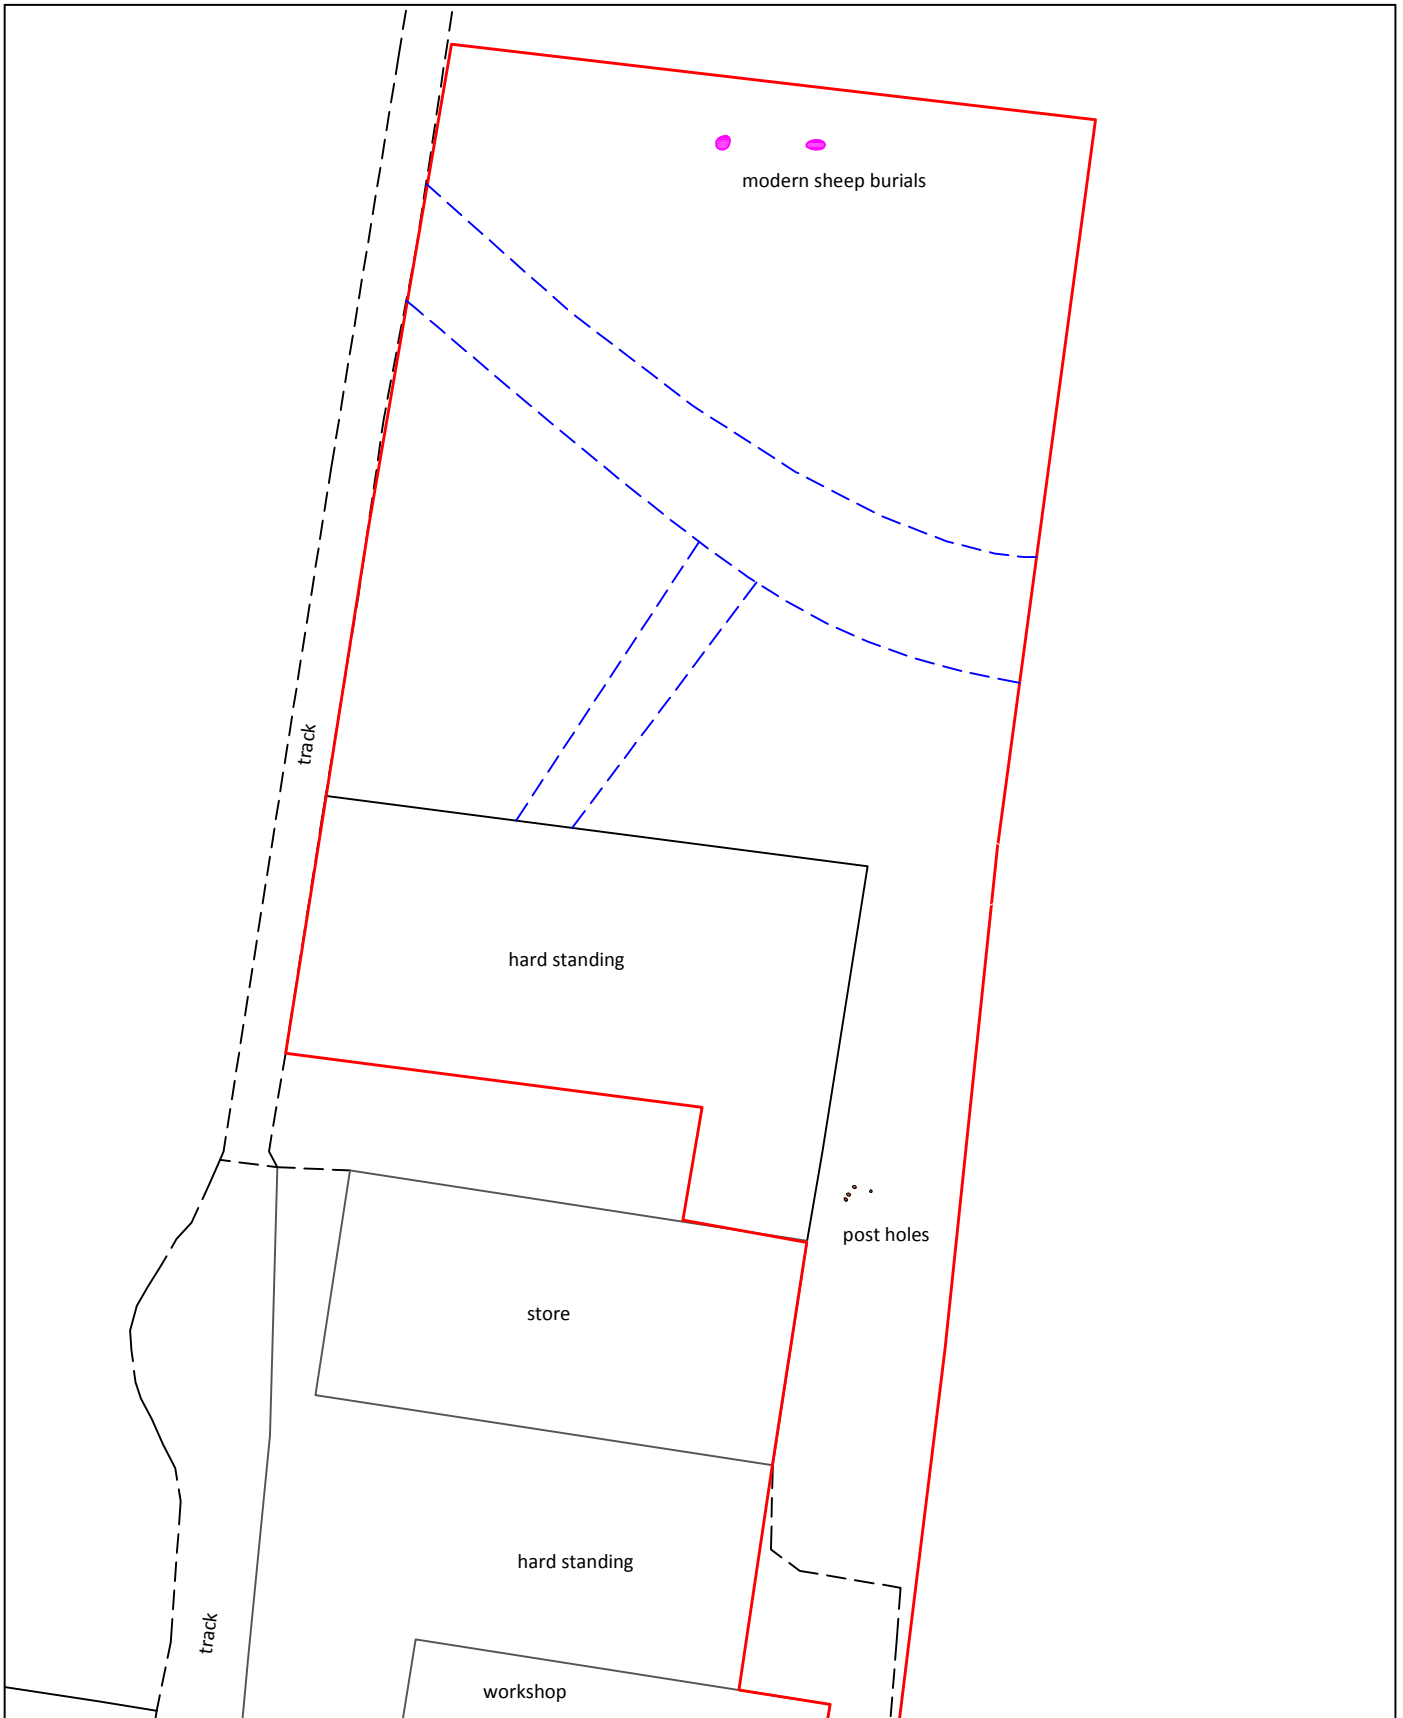 modern sheep burials
track
hard standing
post holes
store
hard standing
track
workshop